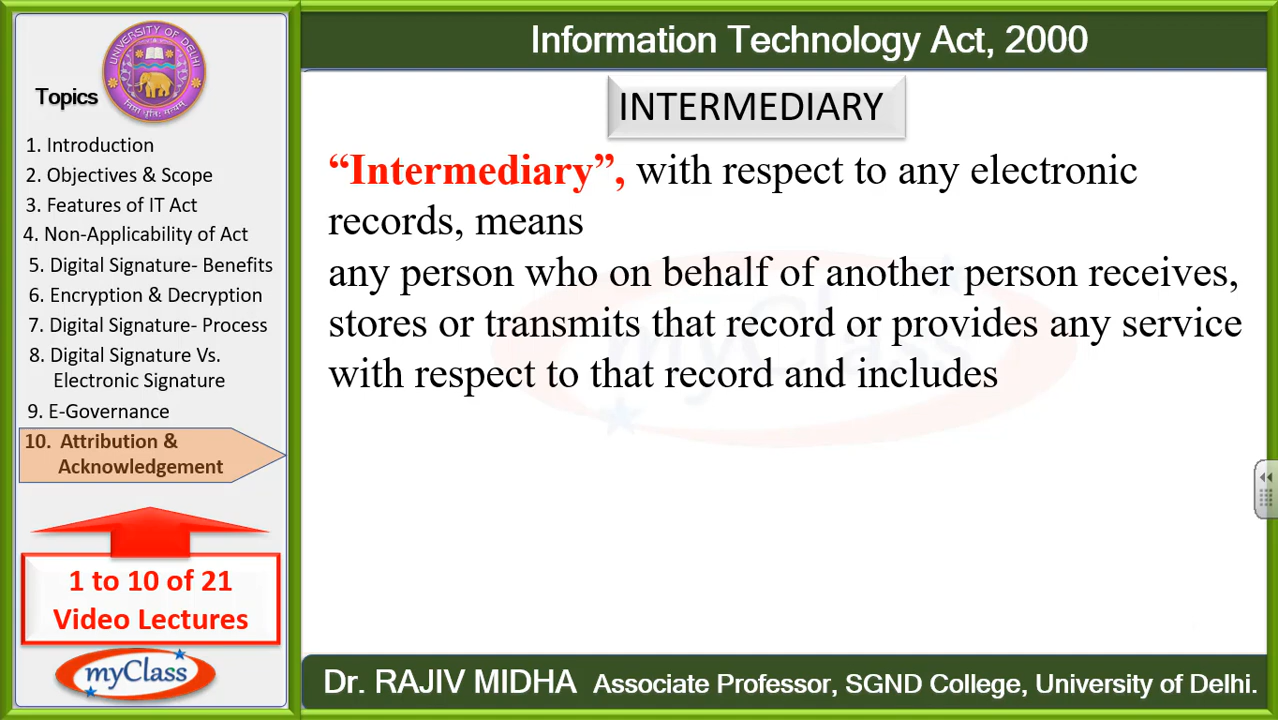 UNIVERSITY OF DELHI
Topics
1. Introduction
2. Objectives & Scope
3. Features of IT Act
4. Non-Applicability of Act
5. Digital Signature- Benefits
6. Encryption & Decryption
7. Digital Signature- Process
8. Digital Signature Vs.
Electronic Signature
9. E-Governance
10. Attribution &
Acknowledgement
1 to 10 of 21
Video Lectures
myClass
Information Technology Act, 2000
INTERMEDIARY
“Intermediary”, with respect to any electronic
records, means
any person who on behalf of another person receives,
stores or transmits that record or provides any service
with respect to that record and includes
myClass
Dr. RAJIV MIDHA Associate Professor, SGND College, University of Delhi.